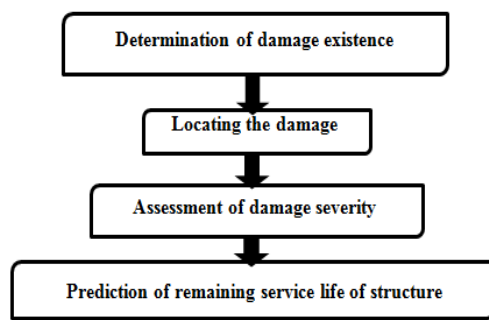 Determination of damage existence
Locating the damage
Assessment of damage severity
Prediction of remaining service life of structure